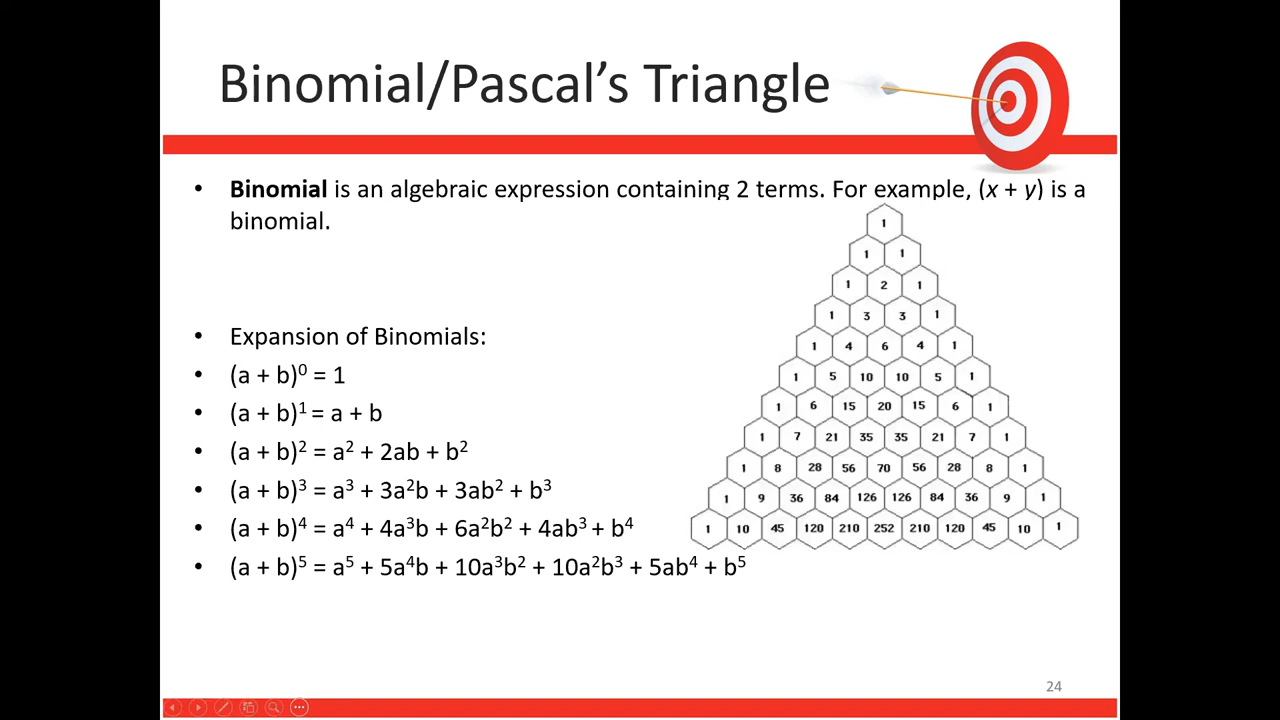 Binomial/Pascal’s Triangle
• Binomial is an algebraic expression containing 2 terms. For example, (x + y) is a
binomial.
• Expansion of Binomials:
• (a + b)⁰ = 1
• (a + b)¹ = a + b
• (a + b)² = a² + 2ab + b²
• (a + b)³ = a³ + 3a²b + 3ab² + b³
• (a + b)⁴ = a⁴ + 4a³b + 6a²b² + 4ab³ + b⁴
• (a + b)⁵ = a⁵ + 5a⁴b + 10a³b² + 10a²b³ + 5ab⁴ + b⁵
1
1 1
1 2 1
1 3 3 1
1 4 6 4 1
1 5 10 10 5 1
1 6 15 20 15 6 1
1 7 21 35 35 21 7 1
1 8 28 56 70 56 28 8 1
1 9 36 84 126 126 84 36 9 1
1 10 45 120 210 252 210 120 45 10 1
24